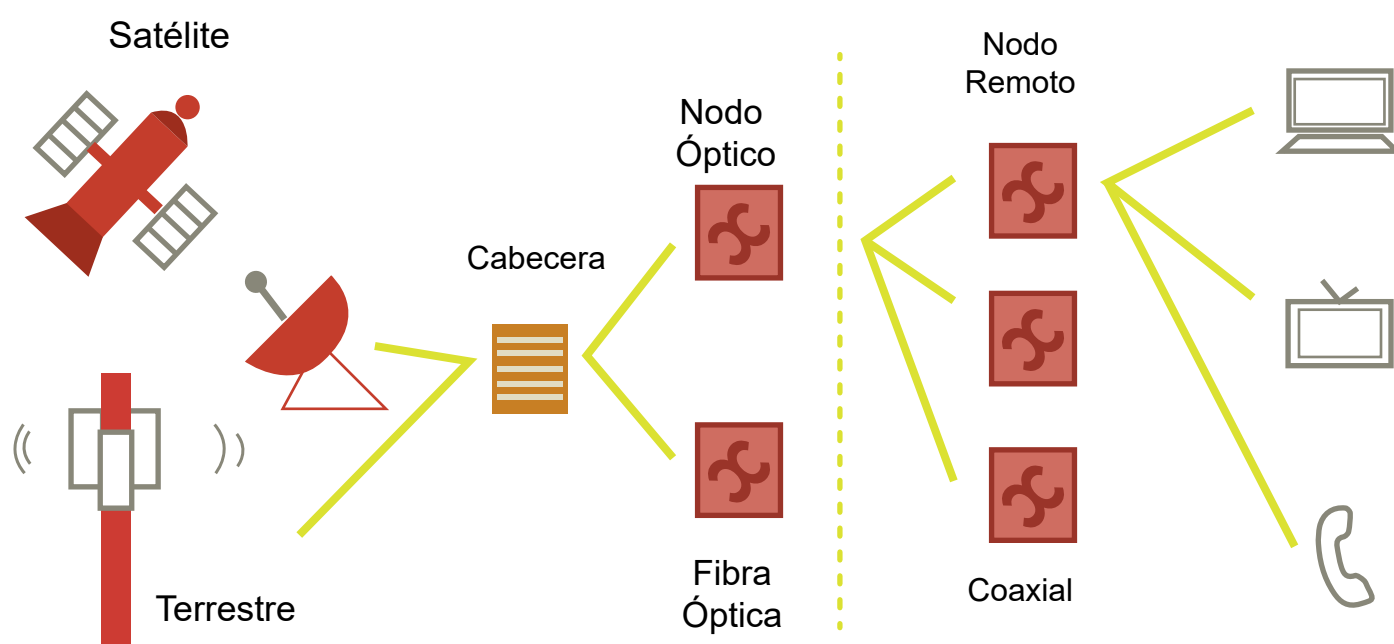 Satélite
Terrestre
Cabecera
Nodo
Óptico
Fibra
Óptica
Nodo
Remoto
Coaxial